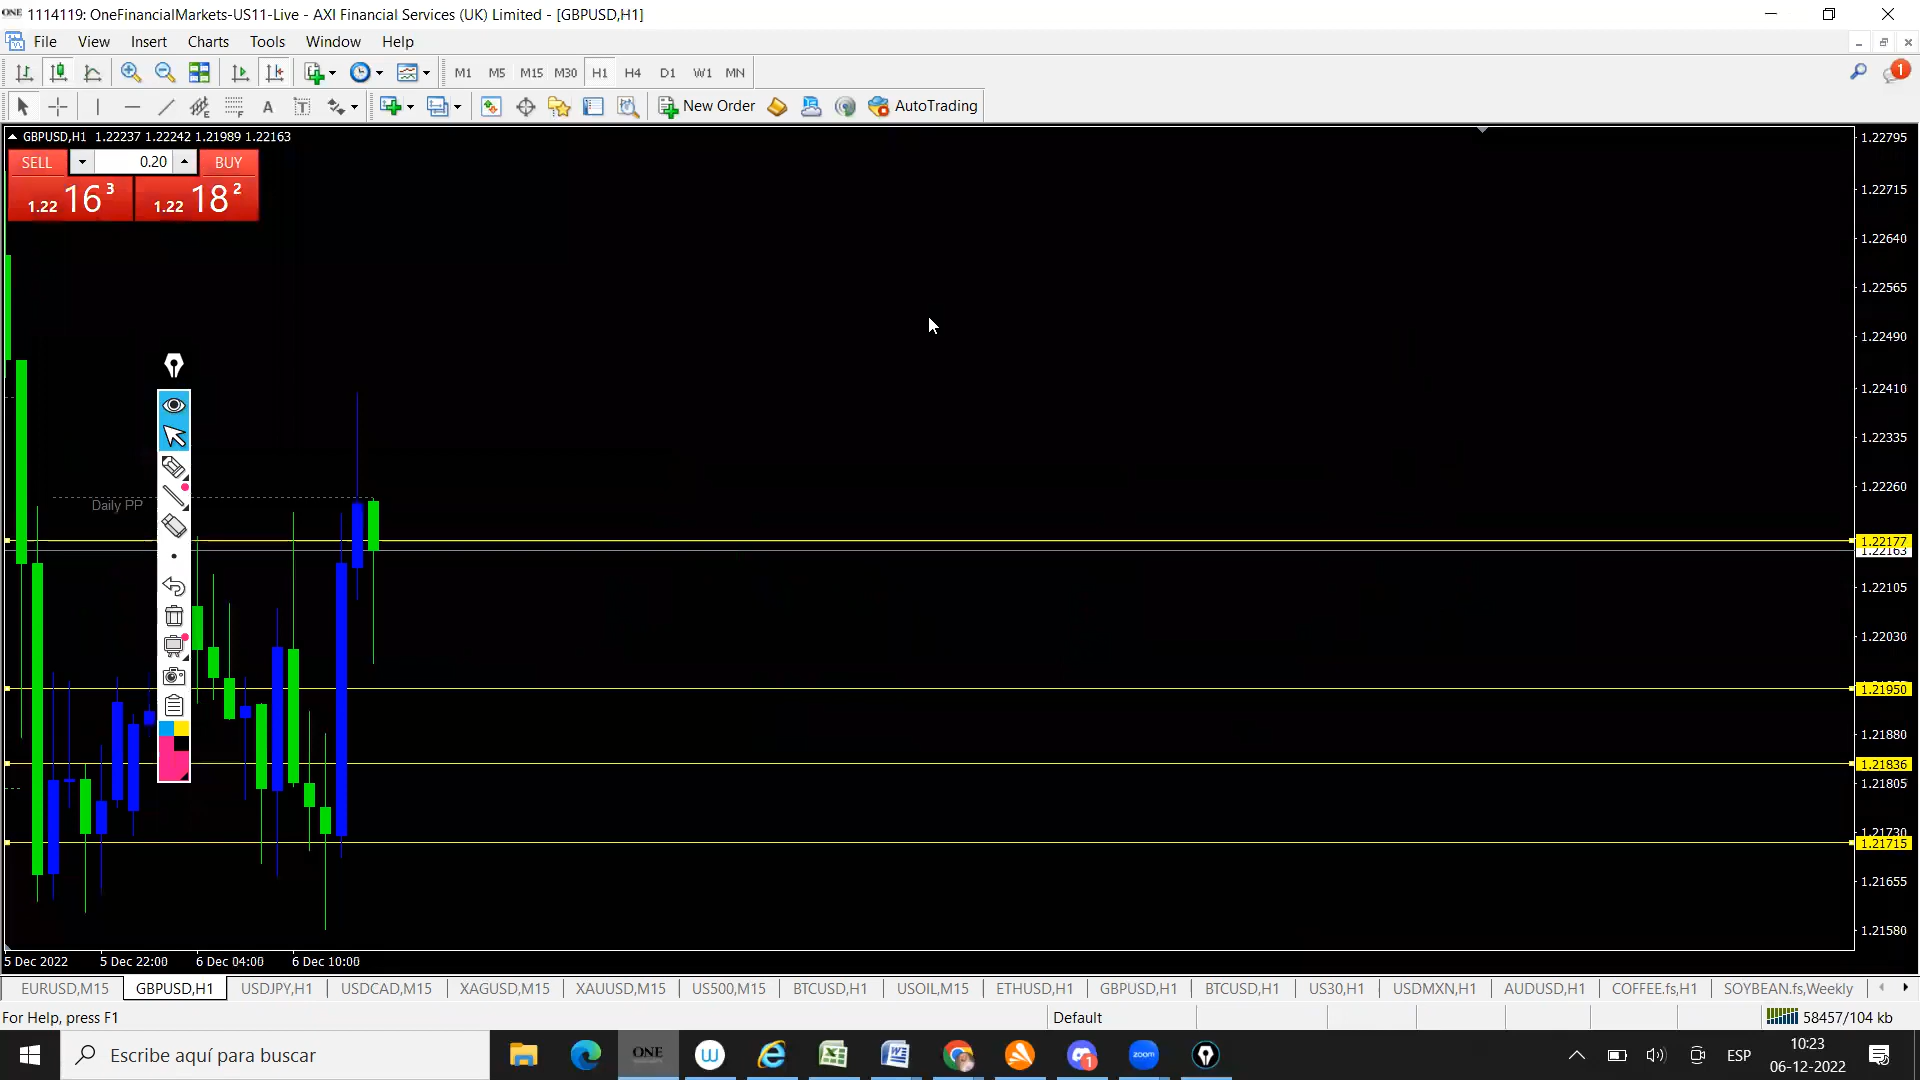 ONE 1114119: OneFinancialMarkets-US11-Live - AXI Financial Services (UK) Limited - [GBPUSD,H1]
File View Insert Charts Tools Window Help
M1 M5 M15 M30 H1 H4 D1 W1 MN 1
A T New Order AutoTrading
GBPUSD,H1 1.22237 1.22242 1.21989 1.22163
SELL 0.20 BUY
1.22 16 3 1.22 18 2
1.22795
1.22715
1.22640
1.22565
1.22490
1.22410
1.22335
1.22260
Daily PP
1.22177
1.22163
1.22105
1.22030
1.21950
1.21880
1.21836
1.21805
1.21730
1.21715
1.21655
1.21580
5 Dec 2022 5 Dec 22:00 6 Dec 04:00 6 Dec 10:00
EURUSD,M15 GBPUSD,H1 USDJPY,H1 USDCAD,M15 XAGUSD,M15 XAUUSD,M15 US500,M15 BTCUSD,H1 USOIL,M15 ETHUSD,H1 GBPUSD,H1 BTCUSD,H1 US30,H1 USDMXN,H1 AUDUSD,H1 COFFEE.fs,H1 SOYBEAN.fs,Weekly
For Help, press F1 Default 58457/104 kb
Escribe aquí para buscar ONE W zoom 1 ESP 10:23
06-12-2022